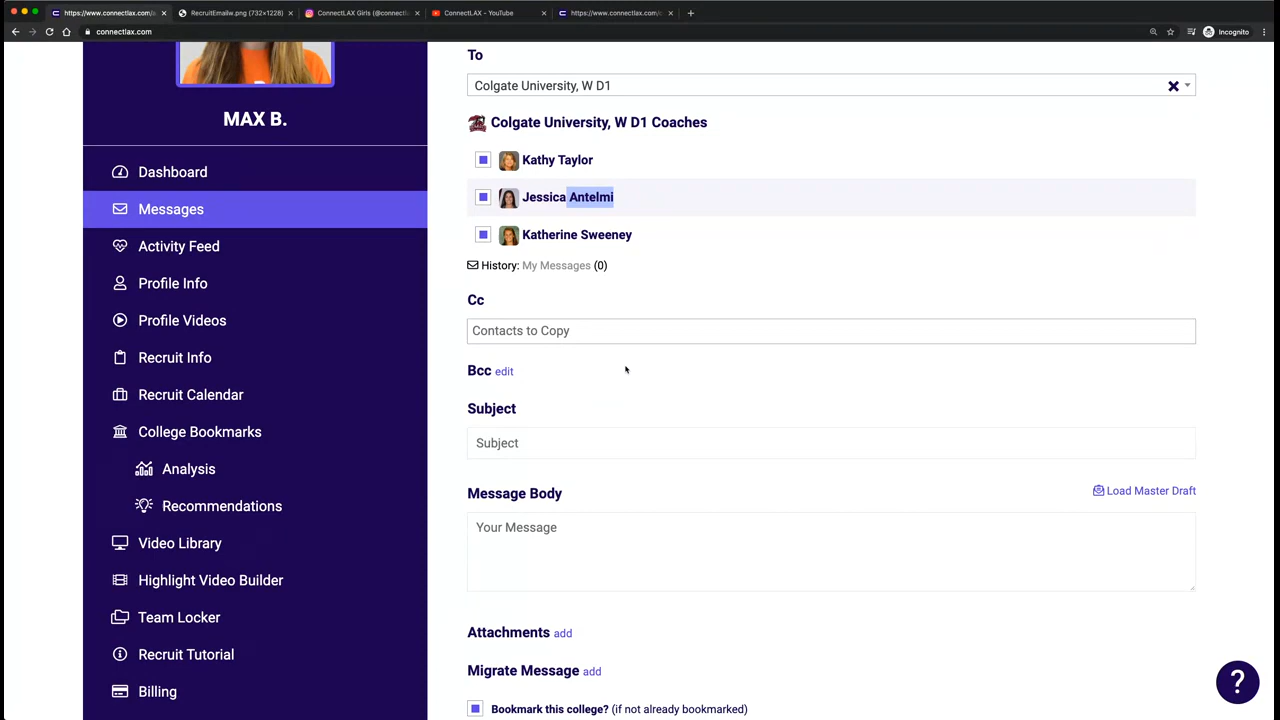 https://www.connectlax.com/
RecruitEmailw.png (732×1228)
ConnectLAX Girls (@connectl
ConnectLAX - YouTube
https://www.connectlax.com/
connectlax.com
Incognito
MAX B.
Dashboard
Messages
Activity Feed
Profile Info
Profile Videos
Recruit Info
Recruit Calendar
College Bookmarks
Analysis
Recommendations
Video Library
Highlight Video Builder
Team Locker
Recruit Tutorial
Billing
To
Colgate University, W D1
Colgate University, W D1 Coaches
Kathy Taylor
Jessica Antelmi
Katherine Sweeney
History: My Messages (0)
Cc
Contacts to Copy
Bcc edit
Subject
Subject
Message Body
Load Master Draft
Your Message
Attachments add
Migrate Message add
Bookmark this college? (if not already bookmarked)
?